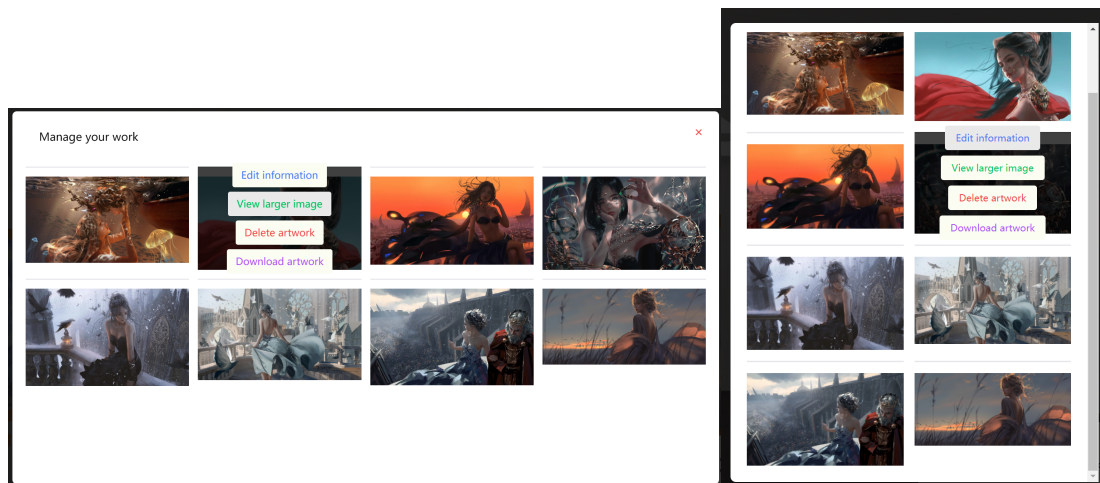 Manage your work
×
Edit information
View larger image
Delete artwork
Download artwork
Edit information
View larger image
Delete artwork
Download artwork